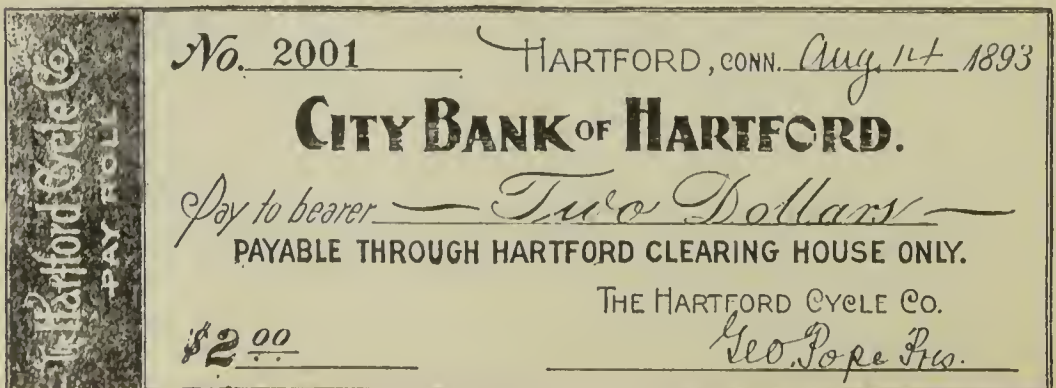 The Hartford Cycle Co
PAY ROLL
No. 2001 HARTFORD, CONN. Aug. 14 1893
CITY BANK OF HARTFORD.
Pay to bearer Two Dollars
PAYABLE THROUGH HARTFORD CLEARING HOUSE ONLY.
THE HARTFORD CYCLE CO.
$2 00 Geo. Pope Pres.